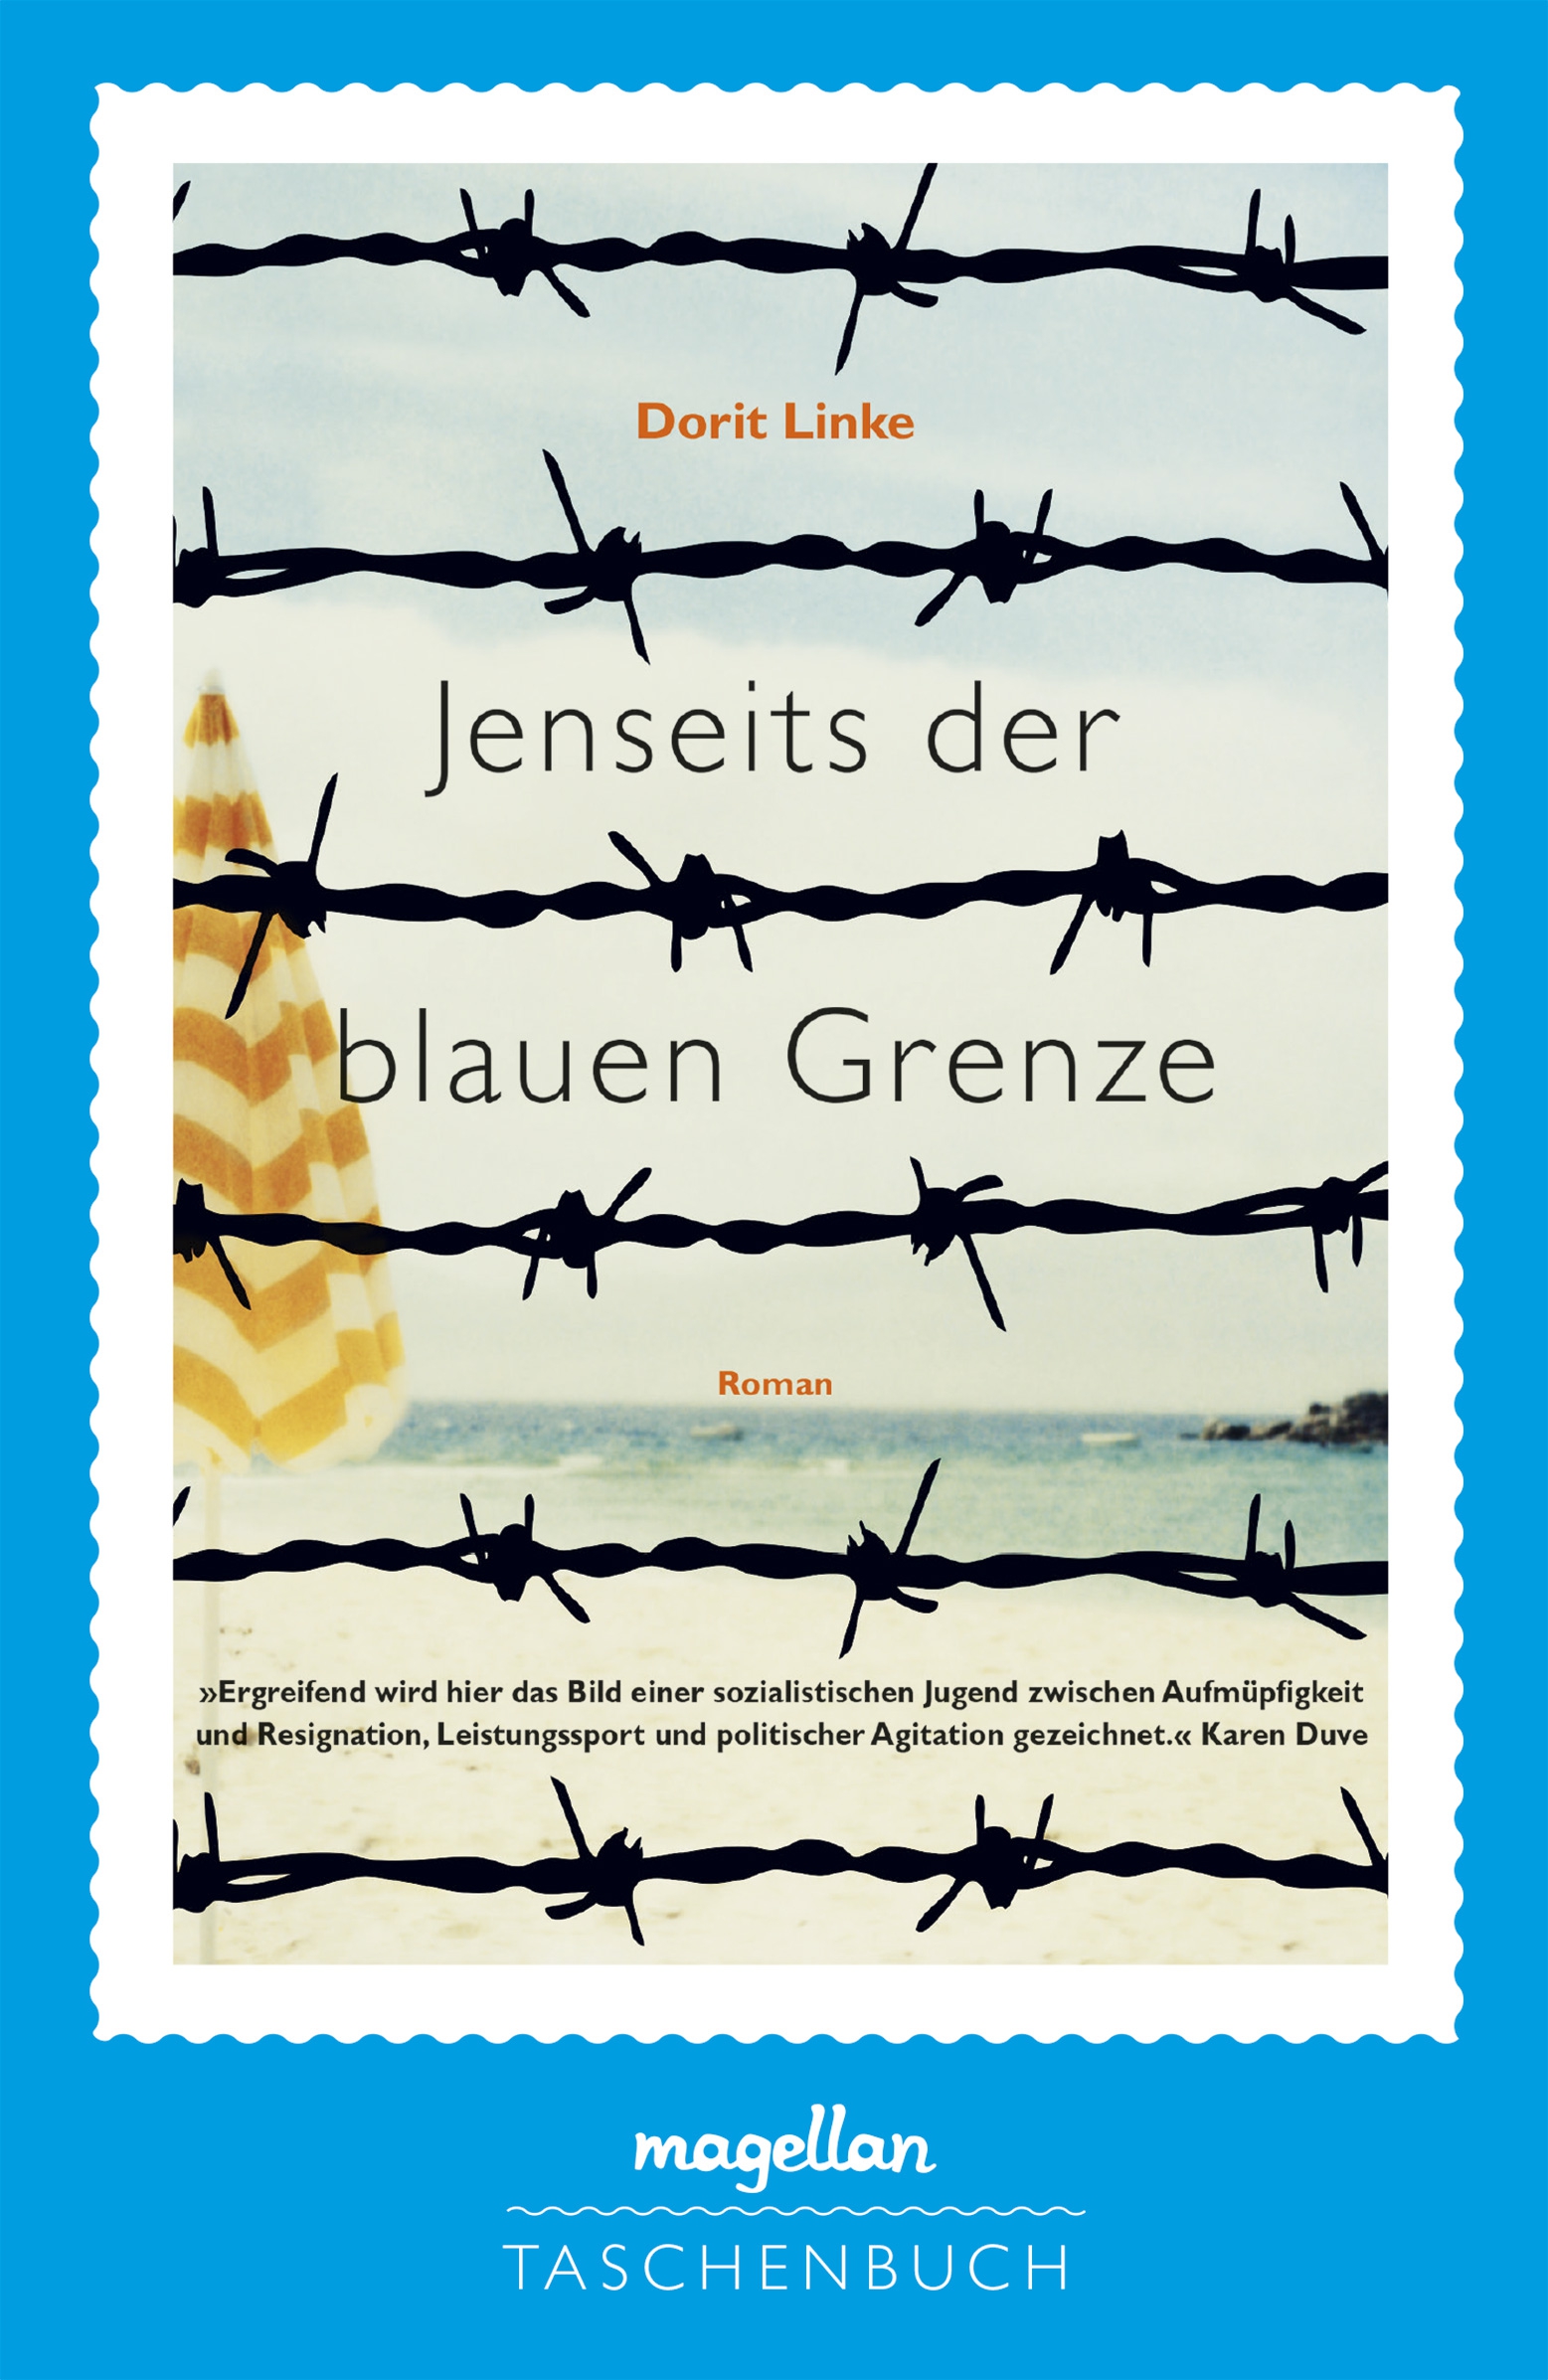 Dorit Linke
Jenseits der
blauen Grenze
Roman
»Ergreifend wird hier das Bild einer sozialistischen Jugend zwischen Aufmüpfigkeit
und Resignation, Leistungssport und politischer Agitation gezeichnet.« Karen Duve
magellan
TASCHENBUCH